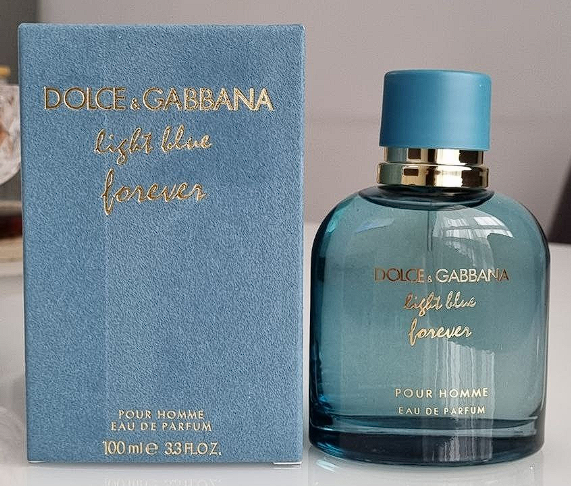 DOLCE & GABBANA
light blue
forever
POUR HOMME
EAU DE PARFUM
100 ml e 3.3 FL.OZ.
DOLCE & GABBANA
light blue
forever
POUR HOMME
EAU DE PARFUM